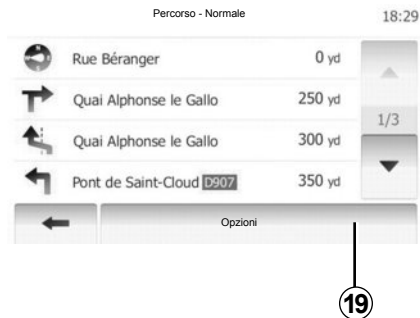 Percorso - Normale 18:29
Rue Béranger 0 yd
Quai Alphonse le Gallo 250 yd
1/3
Quai Alphonse le Gallo 300 yd
Pont de Saint-Cloud D907 350 yd
Opzioni
19